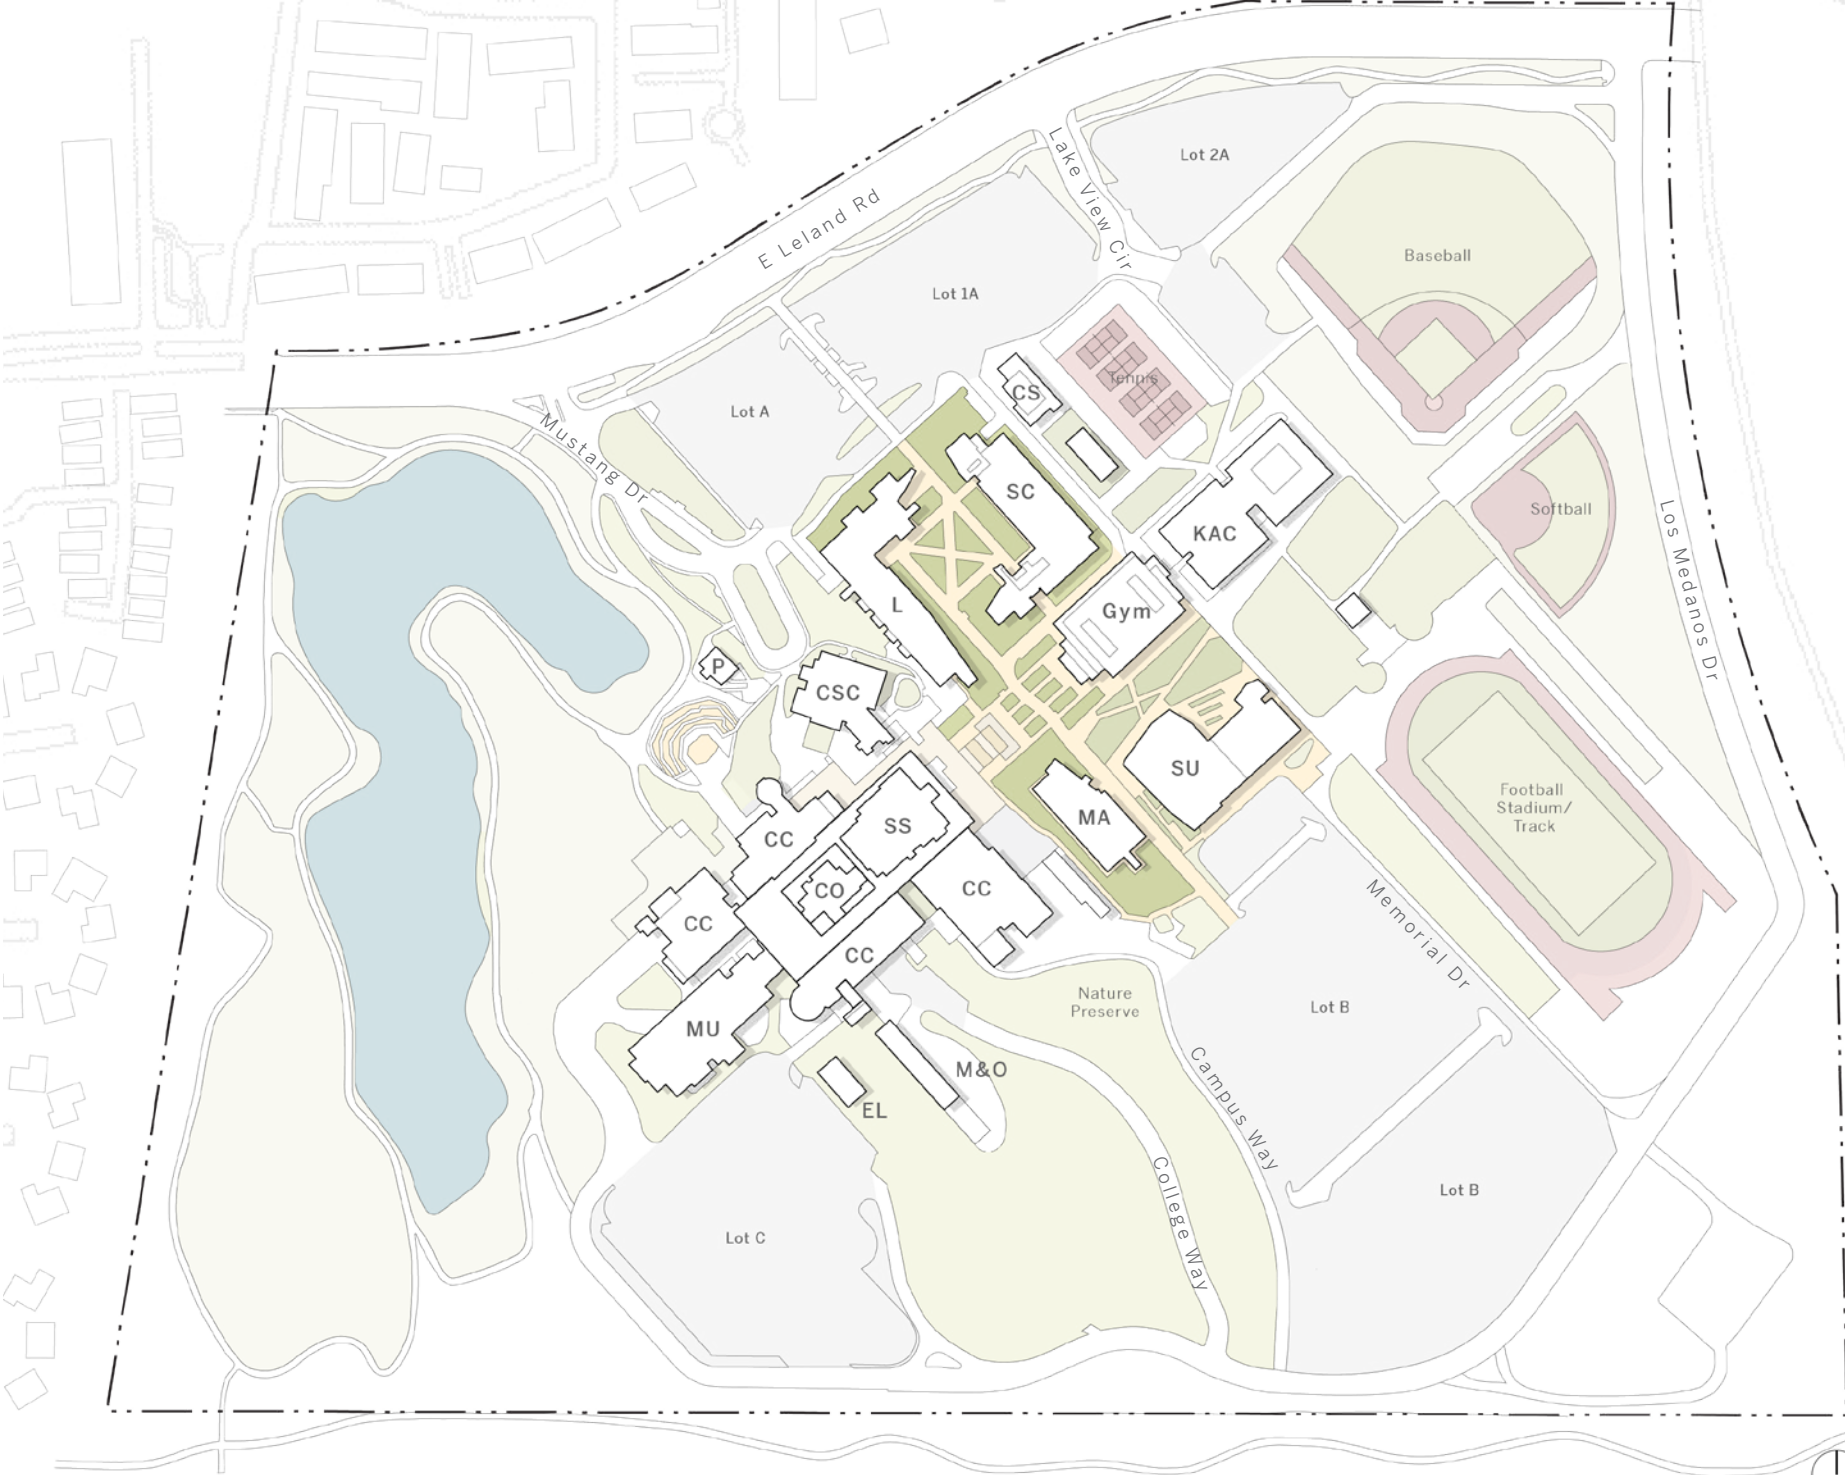 Lot 2A
Lake View Cir
E Leland Rd
Baseball
Lot 1A
Tennis
CS
Lot A
Mustang Dr
SC
KAC
Softball
Los Medanos Dr
L
Gym
P
CSC
SU
Football
Stadium/
Track
MA
SS
CC
CO
CC
CC
CC
Memorial Dr
Nature
Preserve
Lot B
MU
M&O
EL
Campus Way
College Way
Lot B
Lot C